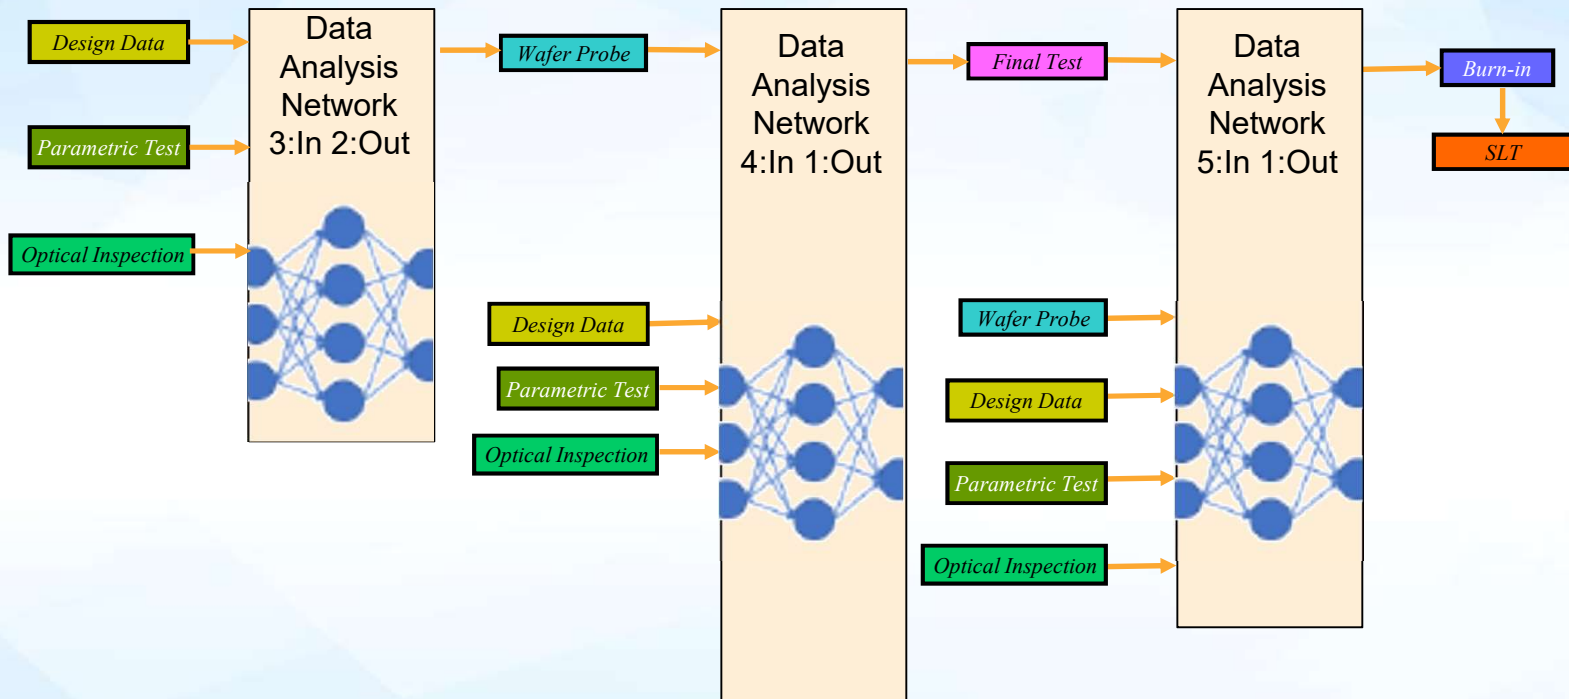 Design Data
Parametric Test
Optical Inspection
Data
Analysis
Network
3:In 2:Out
Wafer Probe
Design Data
Parametric Test
Optical Inspection
Data
Analysis
Network
4:In 1:Out
Final Test
Wafer Probe
Design Data
Parametric Test
Optical Inspection
Data
Analysis
Network
5:In 1:Out
Burn-in
SLT